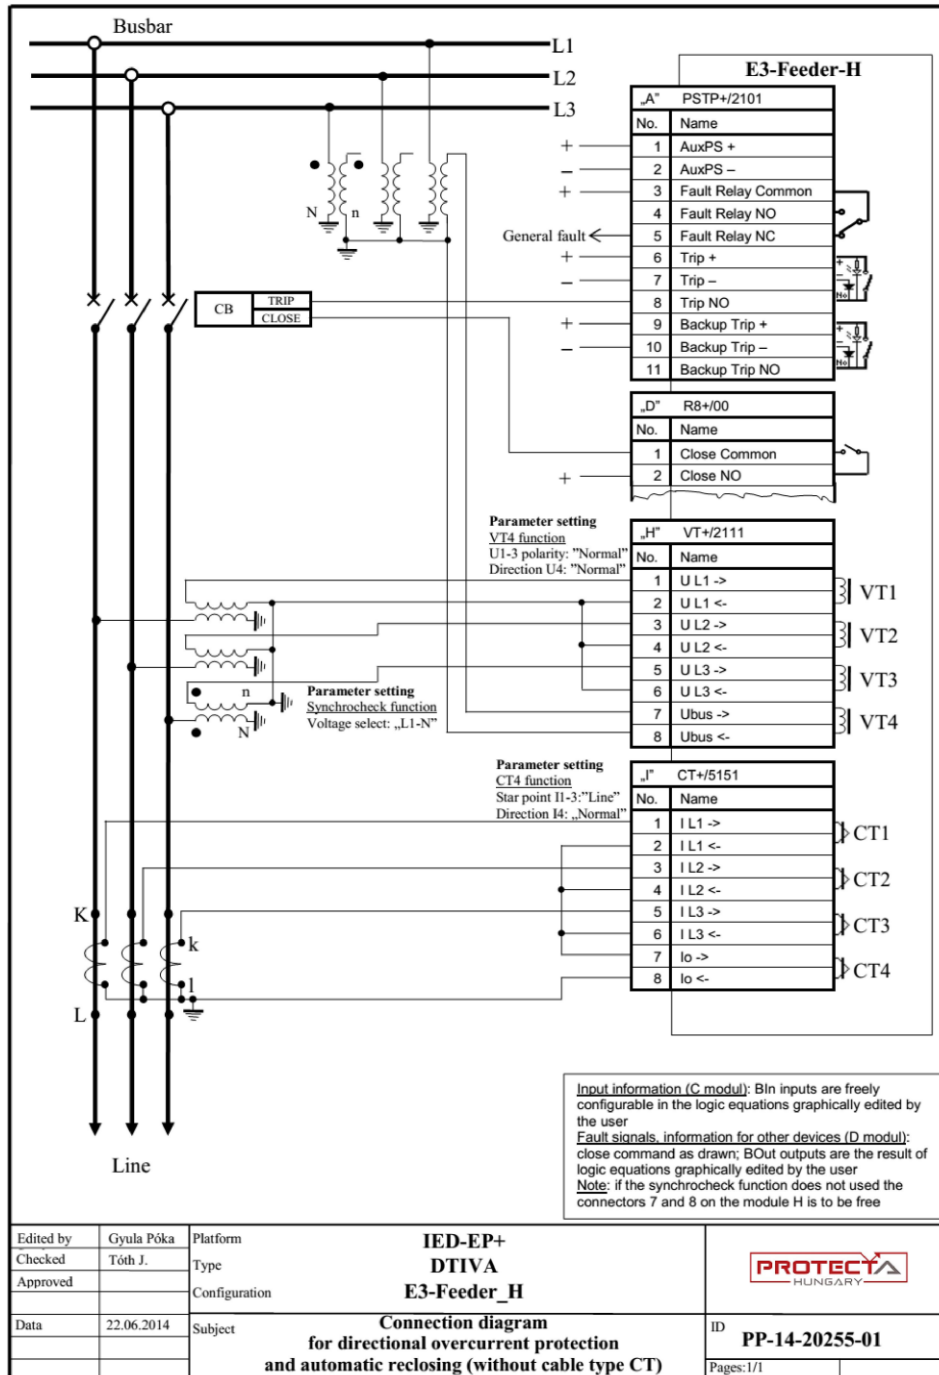 Busbar
L1
L2
L3
E3-Feeder-H
„A” PSTP+/2101
No. Name
+ 1 AuxPS +
– 2 AuxPS –
+ 3 Fault Relay Common
4 Fault Relay NO
General fault 5 Fault Relay NC
+ 6 Trip +
– 7 Trip –
8 Trip NO
+ 9 Backup Trip +
– 10 Backup Trip –
11 Backup Trip NO
N n
CB TRIP
CLOSE
„D” R8+/00
No. Name
1 Close Common
+ 2 Close NO
Parameter setting
VT4 function
U1-3 polarity: ”Normal”
Direction U4: ”Normal”
„H” VT+/2111
No. Name
1 U L1 ->
2 U L1 <-
3 U L2 ->
4 U L2 <-
5 U L3 ->
6 U L3 <-
7 Ubus ->
8 Ubus <-
VT1
VT2
VT3
VT4
n
N
Parameter setting
Synchrocheck function
Voltage select: „L1-N”
Parameter setting
CT4 function
Star point I1-3:”Line”
Direction I4: „Normal”
„I” CT+/5151
No. Name
1 I L1 ->
2 I L1 <-
3 I L2 ->
4 I L2 <-
5 I L3 ->
6 I L3 <-
7 Io ->
8 Io <-
CT1
CT2
CT3
CT4
K
k
l
L
Line
Input information (C modul): BIn inputs are freely
configurable in the logic equations graphically edited by
the user
Fault signals, information for other devices (D modul):
close command as drawn; BOut outputs are the result of
logic equations graphically edited by the user
Note: if the synchrocheck function does not used the
connectors 7 and 8 on the module H is to be free
Edited by Gyula Póka
Checked Tóth J.
Approved
Data 22.06.2014
Platform IED-EP+
Type DTIVA
Configuration E3-Feeder_H
Subject Connection diagram
for directional overcurrent protection
and automatic reclosing (without cable type CT)
PROTECTA
HUNGARY
ID
PP-14-20255-01
Pages:1/1